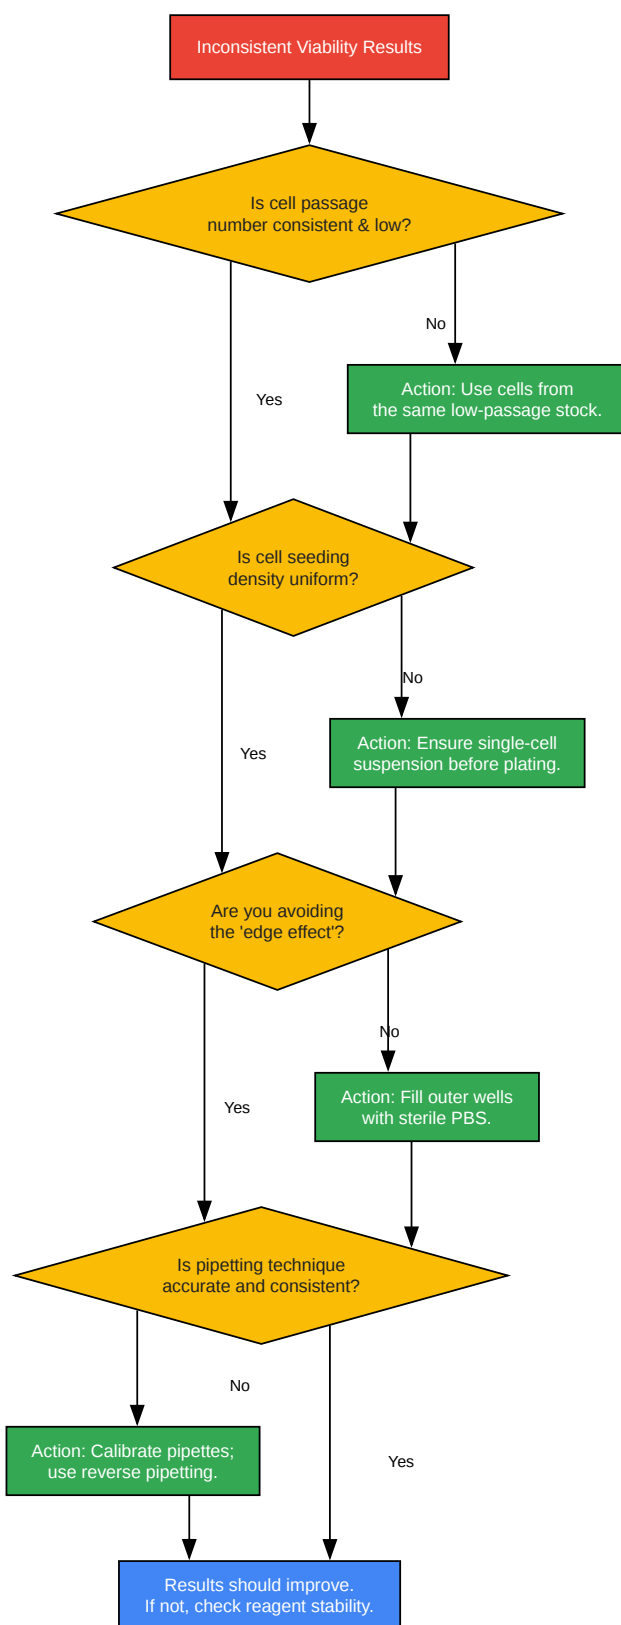 Inconsistent Viability Results
Is cell passage
number consistent & low?
No
Yes
Action: Use cells from
the same low-passage stock.
Is cell seeding
density uniform?
No
Yes
Action: Ensure single-cell
suspension before plating.
Are you avoiding
the 'edge effect'?
No
Yes
Action: Fill outer wells
with sterile PBS.
Is pipetting technique
accurate and consistent?
No
Yes
Action: Calibrate pipettes;
use reverse pipetting.
Results should improve.
If not, check reagent stability.